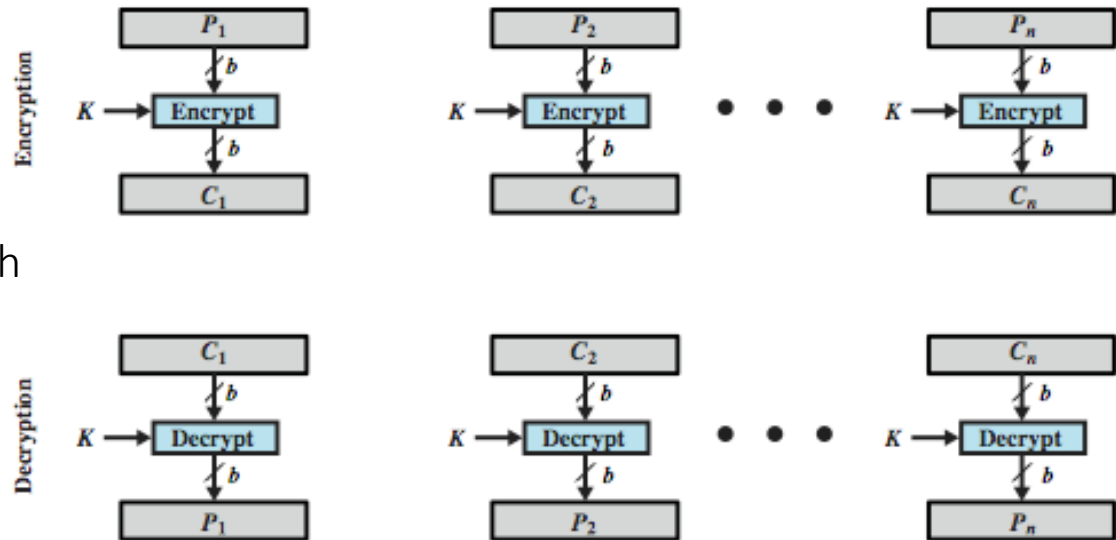 P₁ P₂ Pₙ
b b b
Encryption
K Encrypt K Encrypt K Encrypt
b b b
C₁ C₂ Cₙ
h
C₁ C₂ Cₙ
b b b
Decryption
K Decrypt K Decrypt K Decrypt
b b b
P₁ P₂ Pₙ